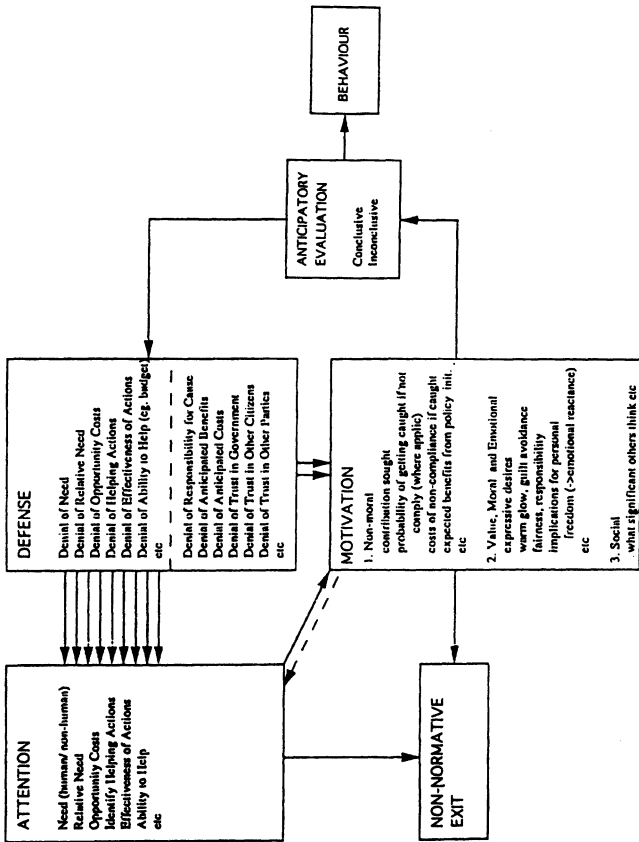 ATTENTION
Need (human/ non-human)
Relative Need
Opportunity Costs
Identify Helping Actions
Effectiveness of Actions
Ability to Help
etc
DEFENSE
Denial of Need
Denial of Relative Need
Denial of Opportunity Costs
Denial of Helping Actions
Denial of Effectiveness of Actions
Denial of Ability to Help (eg. budget)
etc
Denial of Responsibility for Cause
Denial of Anticipated Benefits
Denial of Anticipated Costs
Denial of Trust in Government
Denial of Trust in Other Citizens
Denial of Trust in Other Parties
etc
MOTIVATION
1. Non-moral
contribution sought
probability of getting caught if not
comply (where applic)
costs of non-compliance if caught
expected benefits from policy init.
etc
2. Value, Moral and Emotional
expressive desires
warm glow, guilt avoidance
fairness, responsibility
implications for personal
freedom (->emotional reactance)
etc
3. Social
what significant others think etc
NON-NORMATIVE
EXIT
ANTICIPATORY
EVALUATION
Conclusive
Inconclusive
BEHAVIOUR